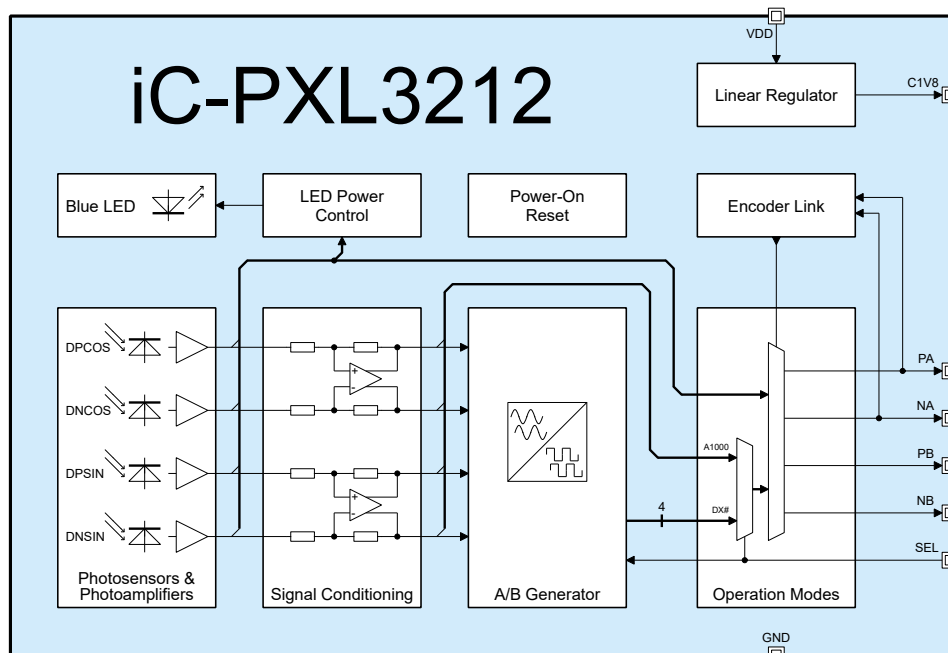 VDD
iC-PXL3212
Linear Regulator
C1V8
Blue LED
LED Power
Control
Power-On
Reset
Encoder Link
DPCOS
DNCOS
DPSIN
DNSIN
+
-
+
-
A1000
4
DX#
PA
NA
PB
NB
SEL
Photosensors &
Photoamplifiers
Signal Conditioning
A/B Generator
Operation Modes
GND